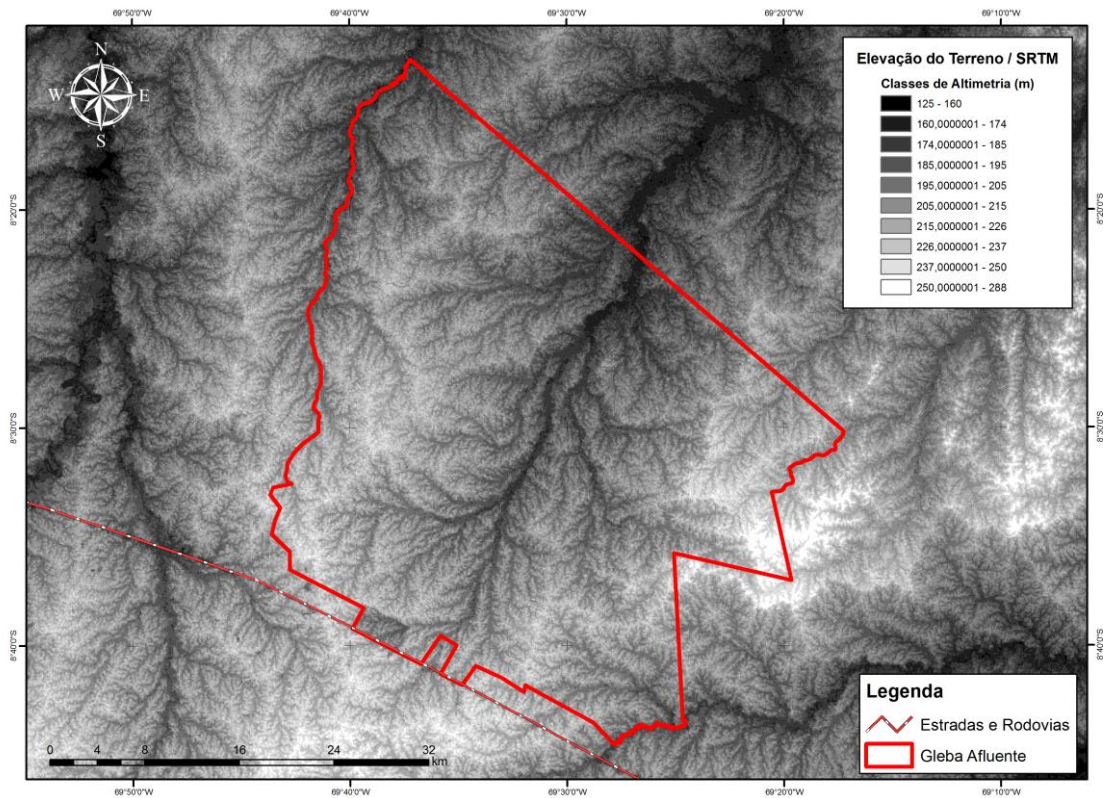 69°50'0"W 69°40'0"W 69°30'0"W 69°20'0"W 69°10'0"W
N
W E
S
Elevação do Terreno / SRTM
Classes de Altimetria (m)
125 - 160
160,0000001 - 174
174,0000001 - 185
185,0000001 - 195
195,0000001 - 205
205,0000001 - 215
215,0000001 - 226
226,0000001 - 237
237,0000001 - 250
250,0000001 - 288
8°20'0"S 8°20'0"S
8°30'0"S 8°30'0"S
8°40'0"S 8°40'0"S
Legenda
Estradas e Rodovias
Gleba Afluente
0 4 8 16 24 32
km
69°50'0"W 69°40'0"W 69°30'0"W 69°20'0"W 69°10'0"W